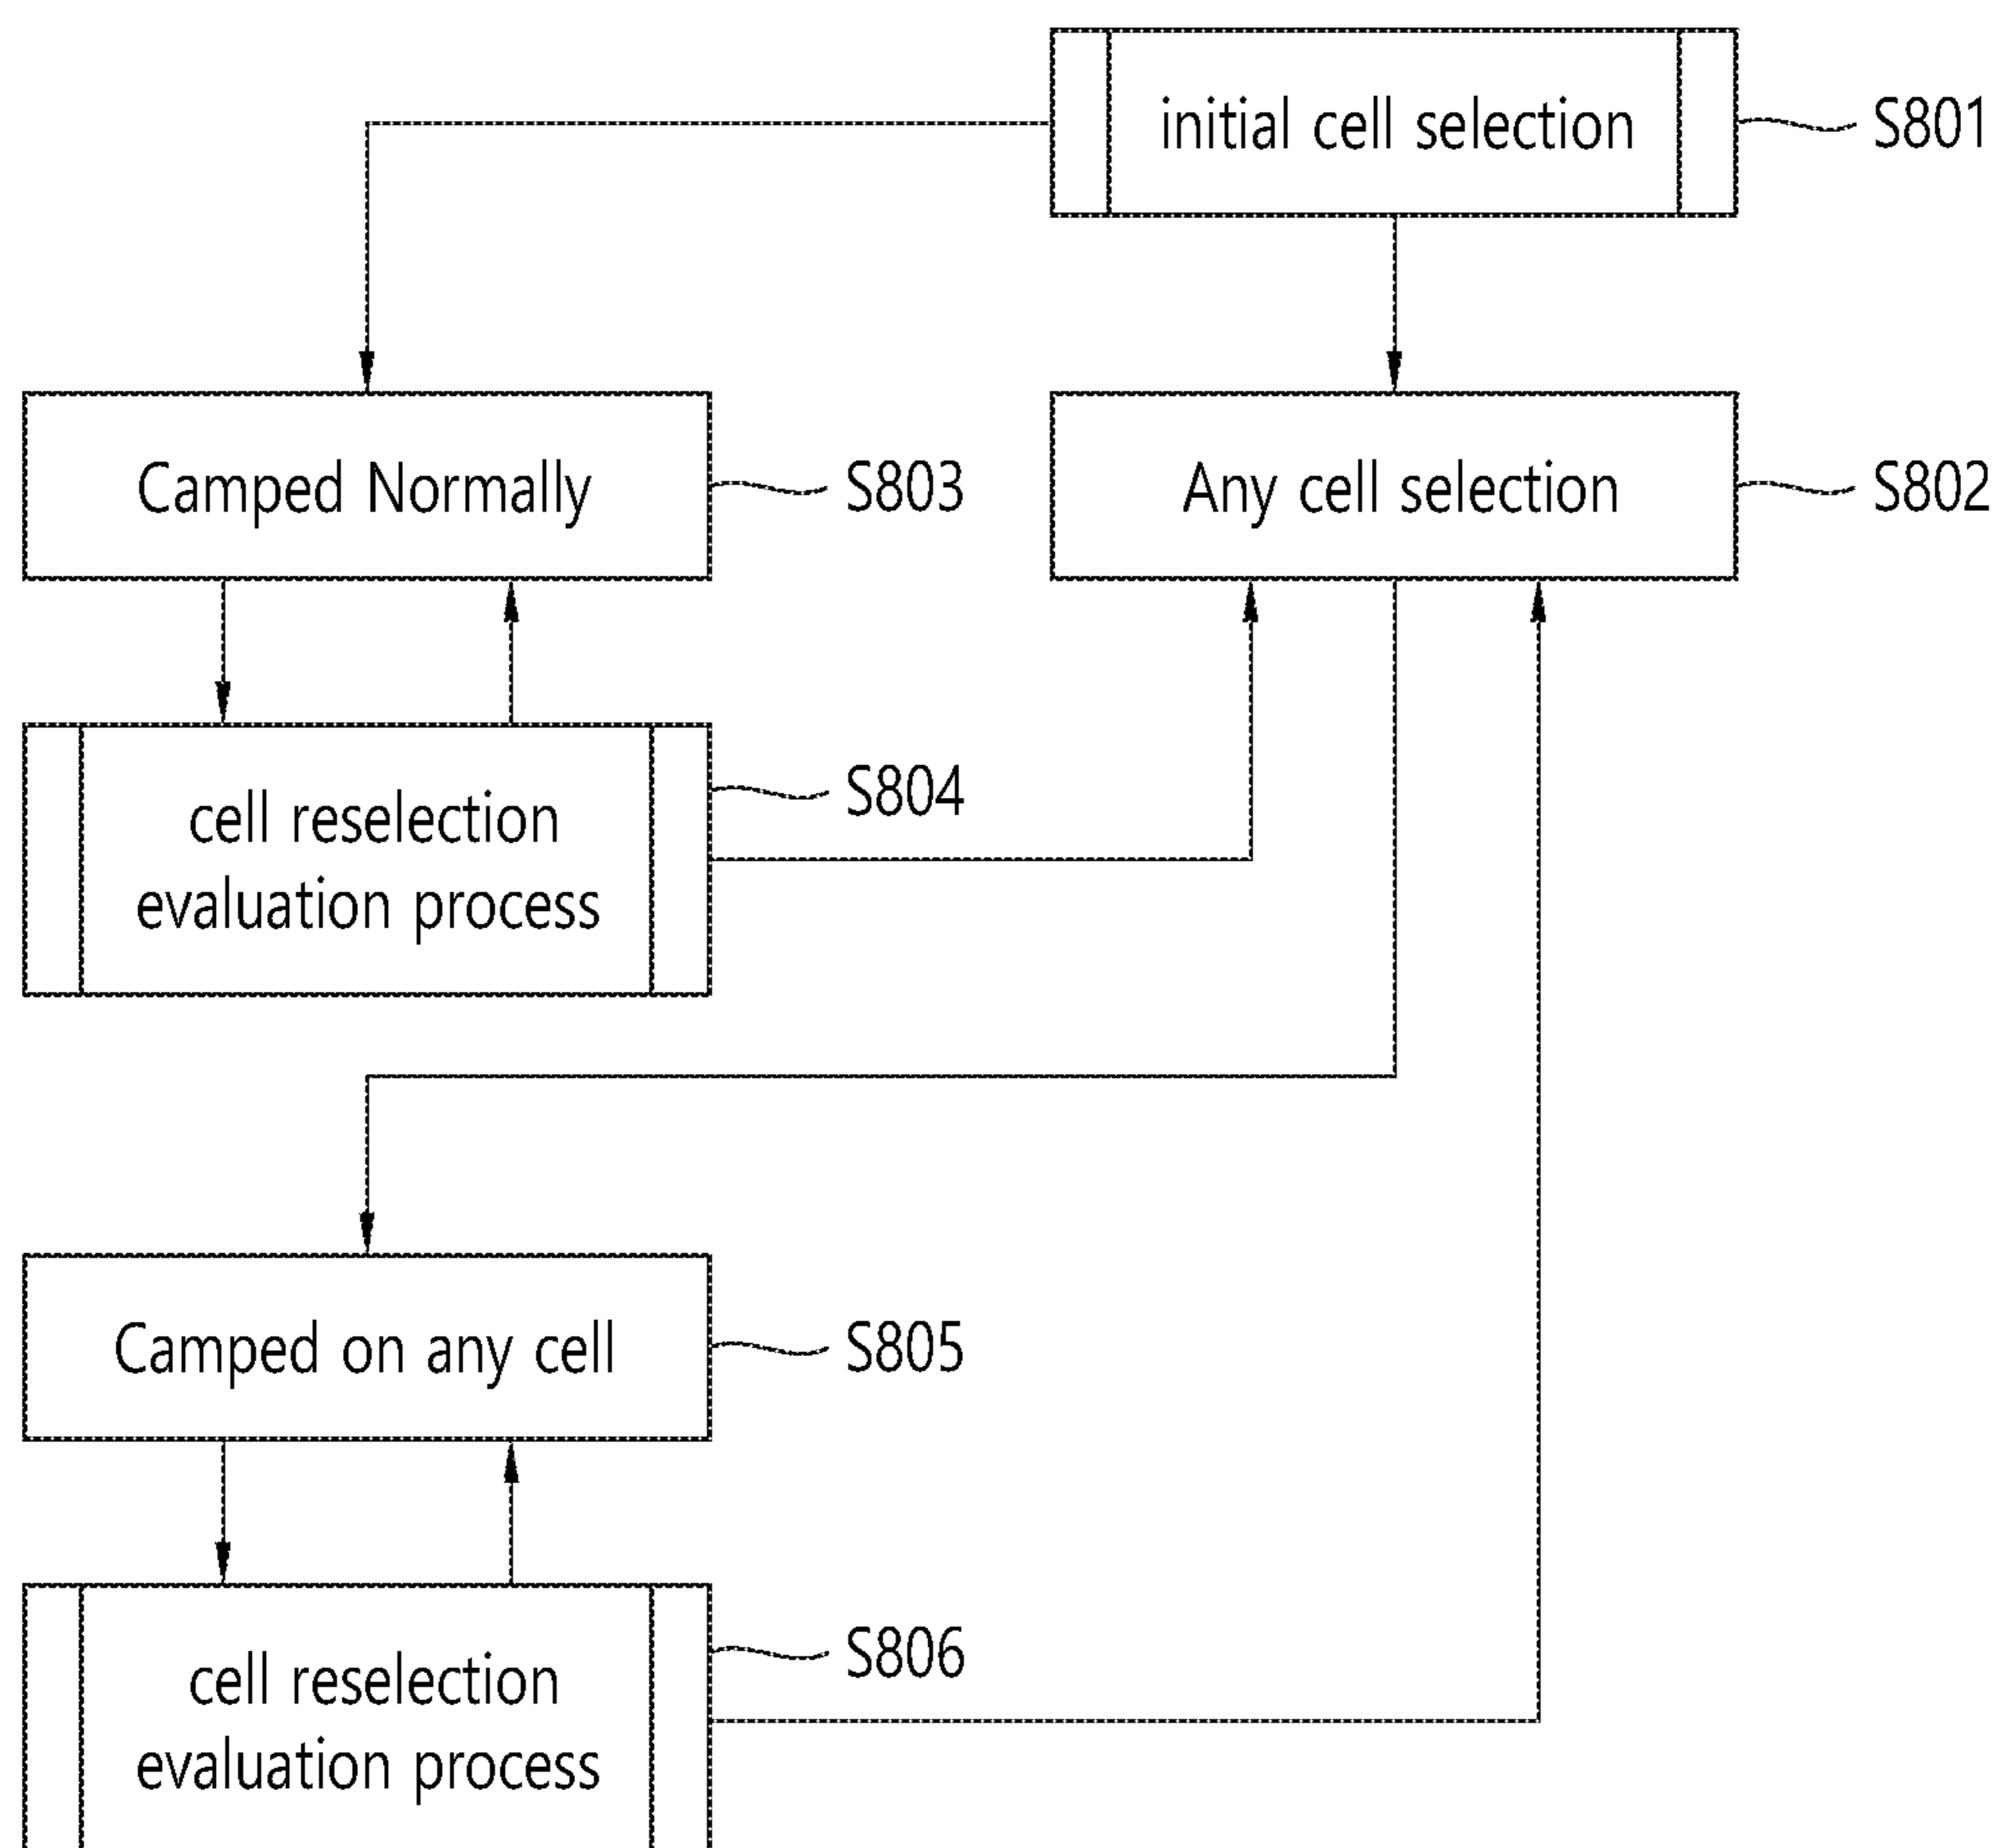 initial cell selection
S801
Camped Normally
S803
Any cell selection
S802
cell reselection
evaluation process
S804
Camped on any cell
S805
cell reselection
evaluation process
S806